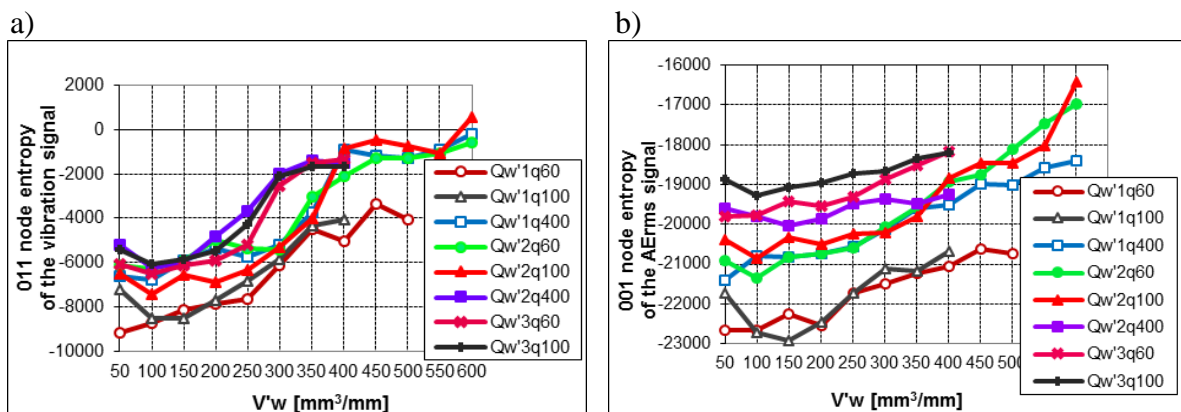 a)
011 node entropy
of the vibration signal
2000
0
-2000
-4000
-6000
-8000
-10000
50 100 150 200 250 300 350 400 450 500 550 600
V'w [mm³/mm]
Qw'1q60
Qw'1q100
Qw'1q400
Qw'2q60
Qw'2q100
Qw'2q400
Qw'3q60
Qw'3q100
b)
001 node entropy
of the AErms signal
-16000
-17000
-18000
-19000
-20000
-21000
-22000
-23000
50 100 150 200 250 300 350 400 450 500
V'w [mm³/mm]
Qw'1q60
Qw'1q100
Qw'1q400
Qw'2q60
Qw'2q100
Qw'2q400
Qw'3q60
Qw'3q100